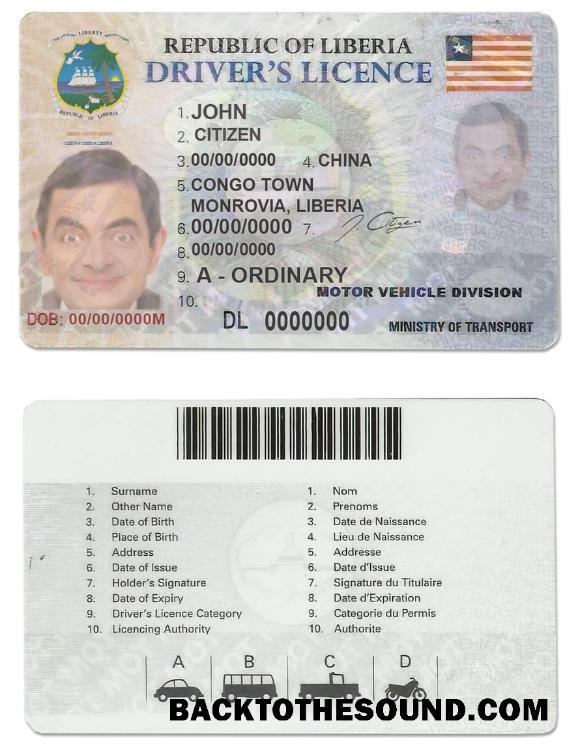 REPUBLIC OF LIBERIA
DRIVER'S LICENCE
REPUBLIC OF LIBERIA
1. JOHN
2. CITIZEN
3. 00/00/0000 4. CHINA
5. CONGO TOWN
MONROVIA, LIBERIA
6. 00/00/0000 7. J. Citizen
8. 00/00/0000
9. A - ORDINARY
10. MOTOR VEHICLE DIVISION
DOB: 00/00/0000M
DL 0000000
MINISTRY OF TRANSPORT
1. Surname
2. Other Name
3. Date of Birth
4. Place of Birth
5. Address
6. Date of Issue
7. Holder's Signature
8. Date of Expiry
9. Driver's Licence Category
10. Licencing Authority
1. Nom
2. Prenoms
3. Date de Naissance
4. Lieu de Naissance
5. Addresse
6. Date d'Issue
7. Signature du Titulaire
8. Date d'Expiration
9. Categorie du Permis
10. Authorite
A B C D
BACKTOTHESOUND.COM